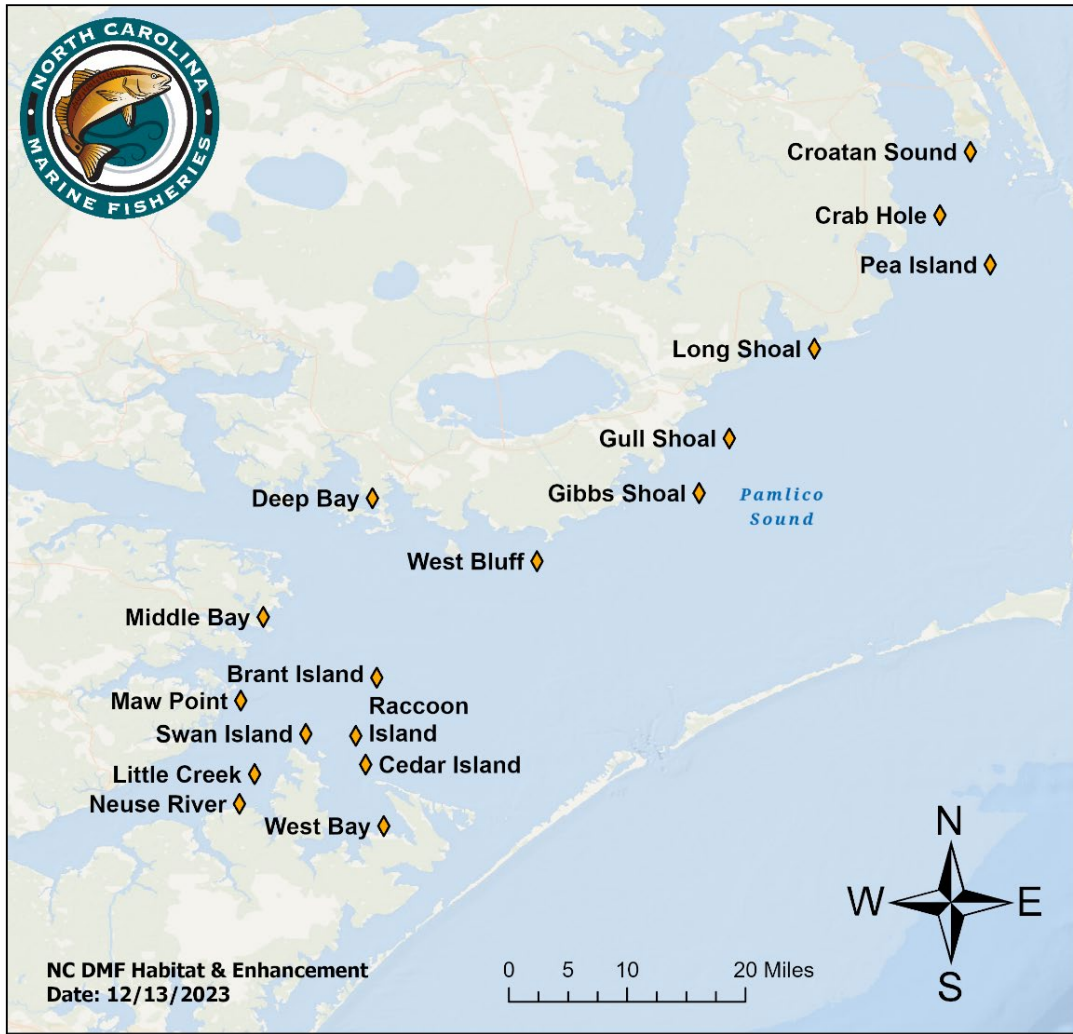 NORTH CAROLINA
MARINE FISHERIES
Croatan Sound
Crab Hole
Pea Island
Long Shoal
Gull Shoal
Deep Bay
Gibbs Shoal
Pamlico
Sound
West Bluff
Middle Bay
Brant Island
Maw Point
Raccoon
Island
Swan Island
Cedar Island
Little Creek
Neuse River
West Bay
N
W
E
S
NC DMF Habitat & Enhancement
Date: 12/13/2023
0 5 10 20 Miles